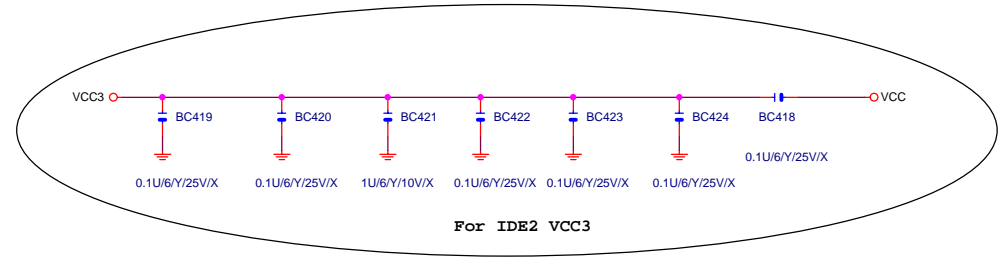 VCC3
VCC
BC419
BC420
BC421
BC422
BC423
BC424
BC418
0.1U/6/Y/25V/X
0.1U/6/Y/25V/X
0.1U/6/Y/25V/X
1U/6/Y/10V/X
0.1U/6/Y/25V/X
0.1U/6/Y/25V/X
0.1U/6/Y/25V/X
For IDE2 VCC3